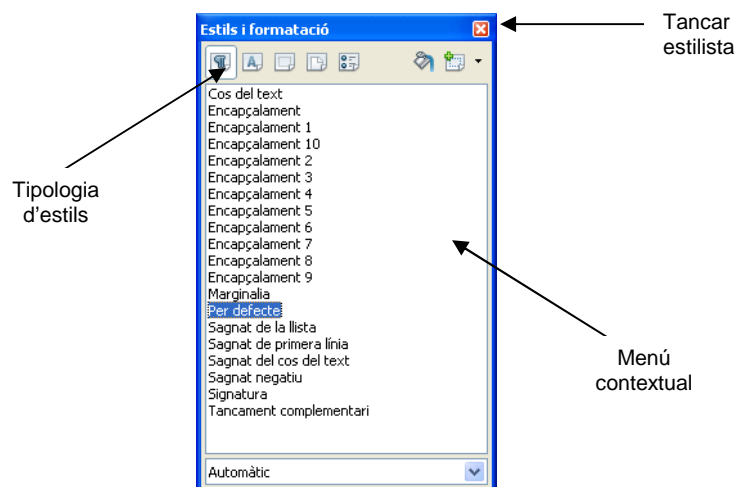 Estils i formatació
Tancar
estilista
Cos del text
Encapçalament
Encapçalament 1
Encapçalament 10
Encapçalament 2
Encapçalament 3
Encapçalament 4
Encapçalament 5
Encapçalament 6
Encapçalament 7
Encapçalament 8
Encapçalament 9
Marginalia
Per defecte
Sagnat de la llista
Sagnat de primera línia
Sagnat del cos del text
Sagnat negatiu
Signatura
Tancament complementari
Automàtic
Tipologia
d'estils
Menú
contextual